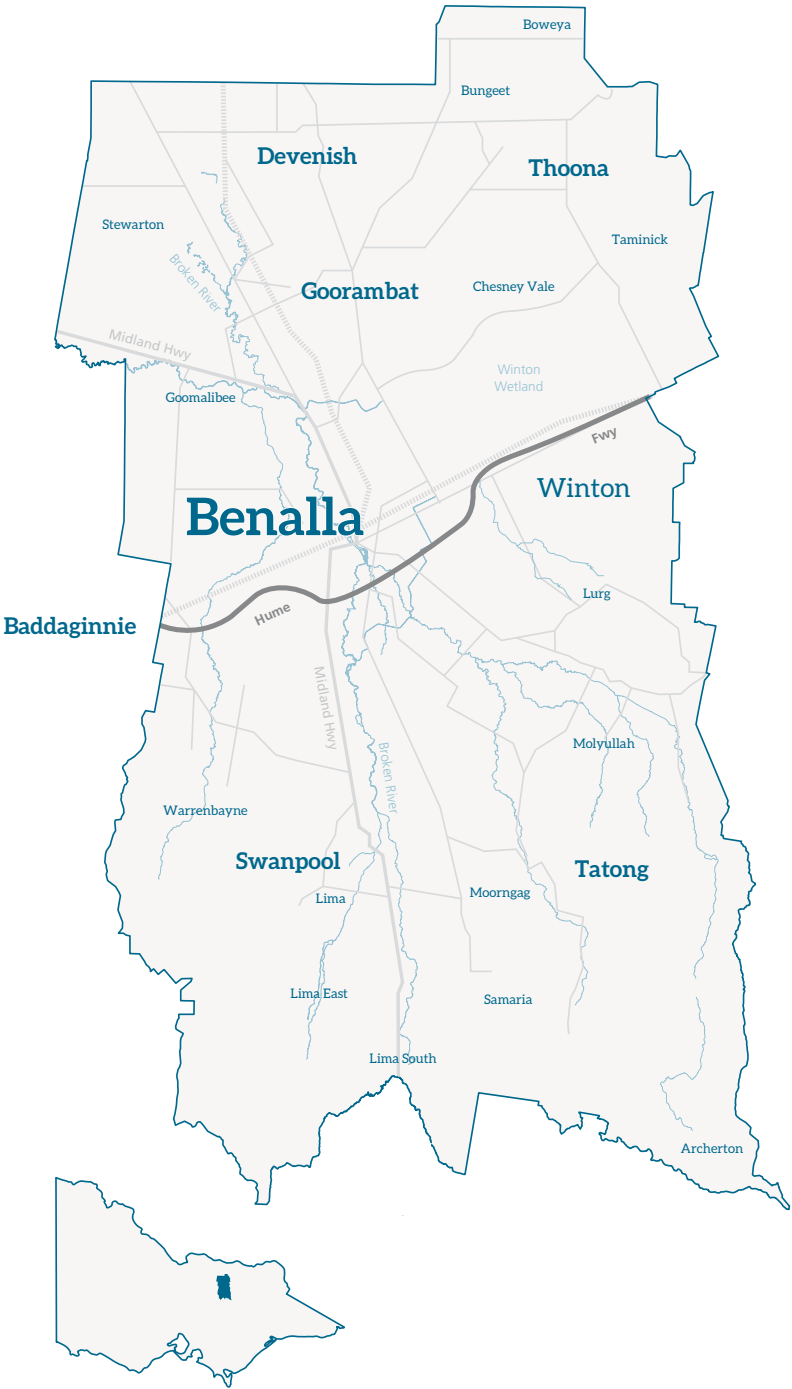 Boweya
Bungeet
Devenish
Thoona
Stewarton
Taminick
Broken River
Goorambat
Chesney Vale
Midland Hwy
Winton
Wetland
Goomalibee
Fwy
Winton
Benalla
Lurg
Hume
Baddaginnie
Midland Hwy
Molyullah
Broken River
Warrenbayne
Swanpool
Tatong
Lima
Moorngag
Lima East
Samaria
Lima South
Archerton